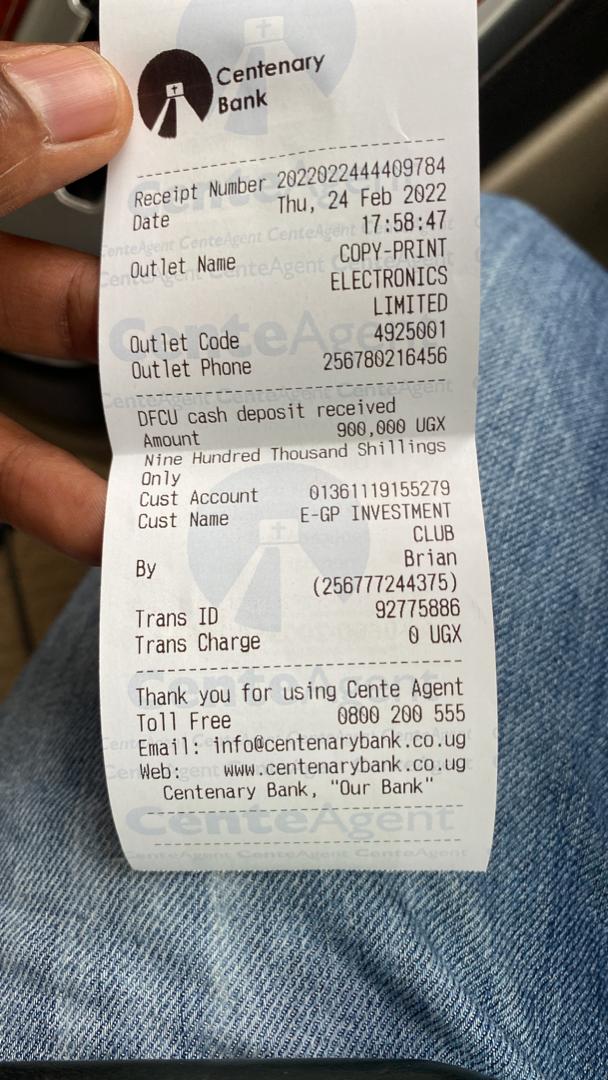 Centenary
Bank
Receipt Number 2022022444409784
Date Thu, 24 Feb 2022
17:58:47
Outlet Name COPY-PRINT
ELECTRONICS
LIMITED
Outlet Code 4925001
Outlet Phone 256780216456
DFCU cash deposit received
Amount 900,000 UGX
Nine Hundred Thousand Shillings
Only
Cust Account 01361119155279
Cust Name E-GP INVESTMENT
CLUB
By Brian
(256777244375)
Trans ID 92775886
Trans Charge 0 UGX
Thank you for using Cente Agent
Toll Free 0800 200 555
Email: info@centenarybank.co.ug
Web: www.centenarybank.co.ug
Centenary Bank, "Our Bank"
CenteAgent
CenteAgent CenteAgent CenteAgent